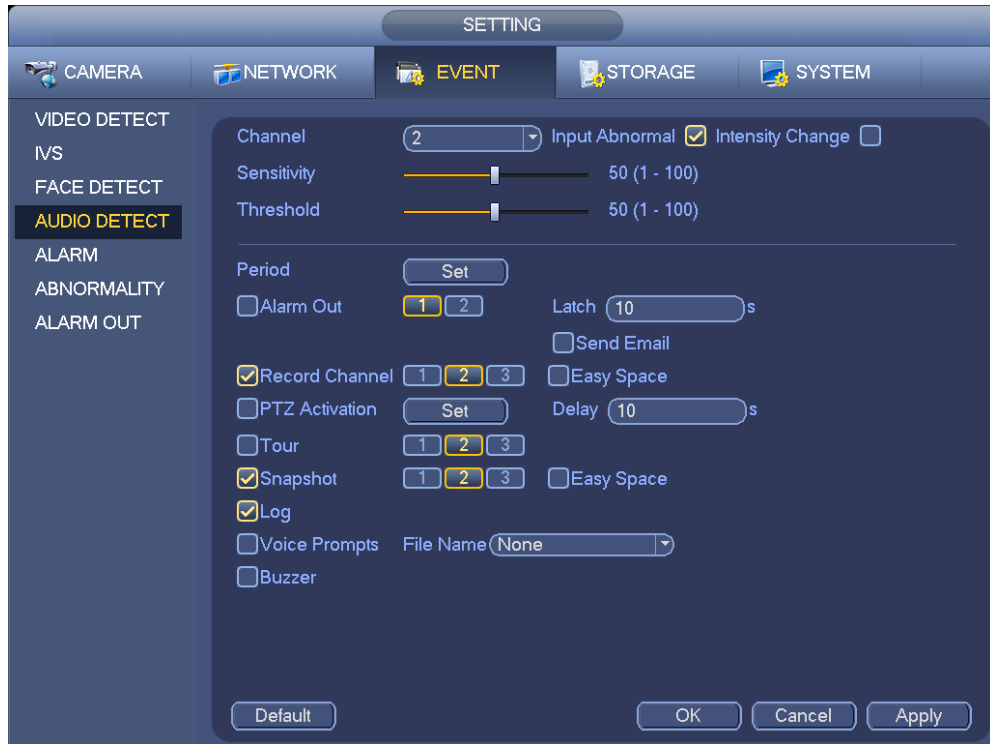 SETTING
CAMERA NETWORK EVENT STORAGE SYSTEM
VIDEO DETECT
IVS
FACE DETECT
AUDIO DETECT
ALARM
ABNORMALITY
ALARM OUT
Channel 2 Input Abnormal Intensity Change
Sensitivity 50 (1 - 100)
Threshold 50 (1 - 100)
Period Set
Alarm Out 1 2 Latch 10 s
Send Email
Record Channel 1 2 3 Easy Space
PTZ Activation Set Delay 10 s
Tour 1 2 3
Snapshot 1 2 3 Easy Space
Log
Voice Prompts File Name None
Buzzer
Default OK Cancel Apply